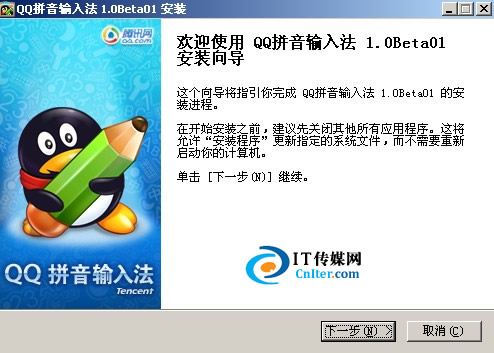 QQ拼音输入法 1.0Beta01 安装
腾讯网
QQ.com
欢迎使用 QQ拼音输入法 1.0Beta01
安装向导
这个向导将指引你完成 QQ拼音输入法 1.0Beta01 的安
装进程。
在开始安装之前，建议先关闭其他所有应用程序。这将
允许“安装程序”更新指定的系统文件，而不需要重新
启动你的计算机。
单击 [下一步(N)] 继续。
QQ 拼音输入法
Tencent
IT传媒网
CnIter.com
下一步(N) >
取消(C)